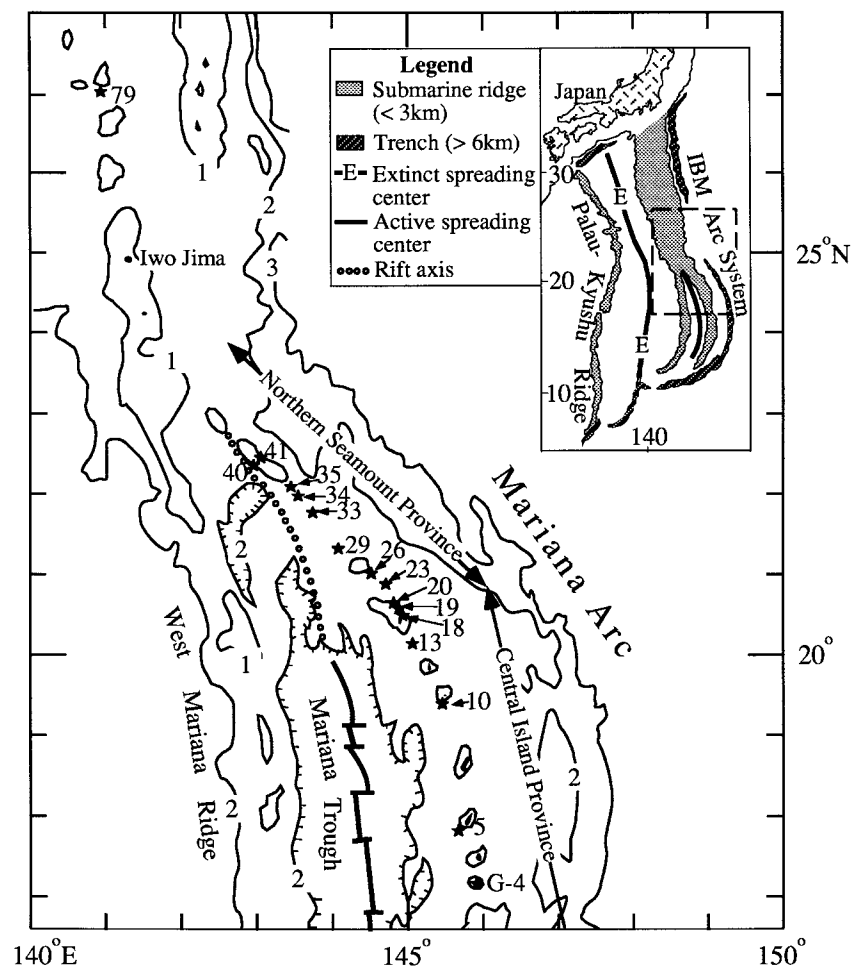 79
1
2
3
Iwo Jima
1
Legend
Submarine ridge
(< 3km)
Trench (> 6km)
E Extinct spreading
center
Active spreading
center
Rift axis
Japan
30
20
10
140
E
E
IBM
Arc System
Palau-Kyushu Ridge
25°N
20°
Northern Seamount Province
Mariana Arc
41
40
35
34
33
29
26
23
20
19
18
13
10
5
G-4
2
1
2
2
2
West Mariana Ridge
Mariana Trough
Central Island Province
140°E
145°
150°